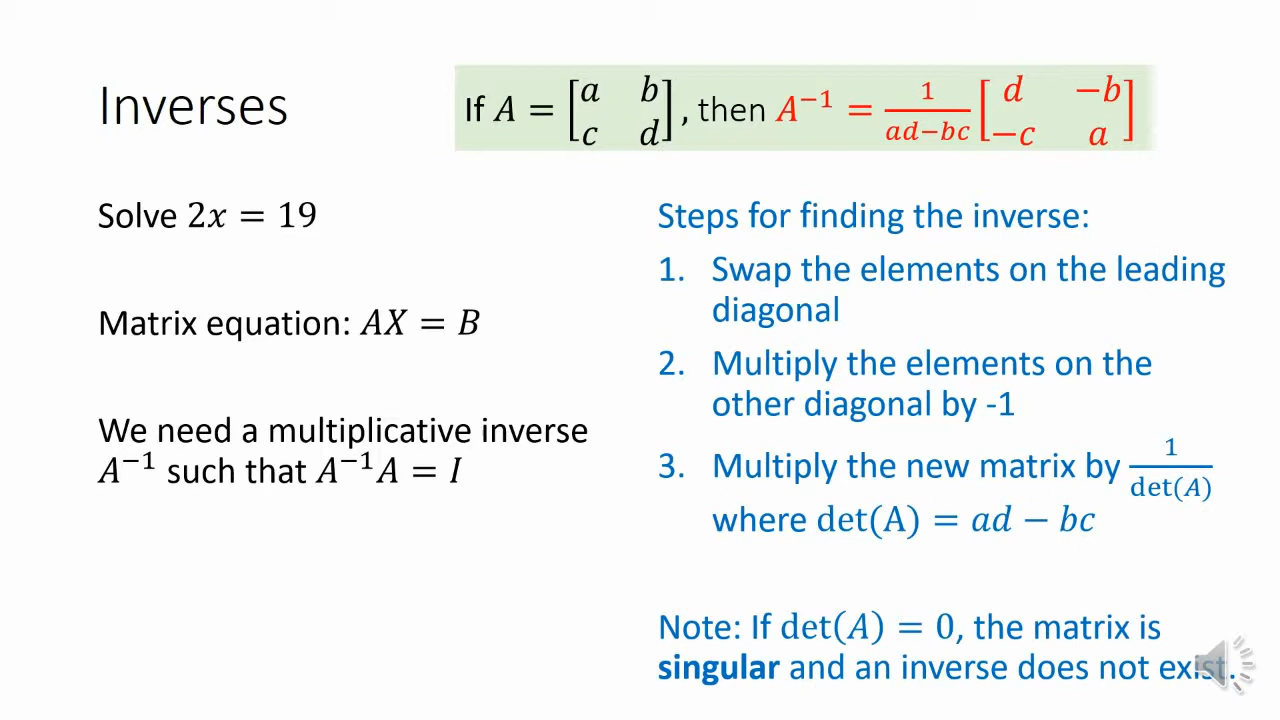 Inverses
If A = [a b; c d], then A⁻¹ = 1/(ad−bc) [d −b; −c a]
Solve 2x = 19
Matrix equation: AX = B
We need a multiplicative inverse
A⁻¹ such that A⁻¹A = I
Steps for finding the inverse:
1. Swap the elements on the leading
diagonal
2. Multiply the elements on the
other diagonal by -1
3. Multiply the new matrix by 1/det(A)
where det(A) = ad − bc
Note: If det(A) = 0, the matrix is
singular and an inverse does not exist.